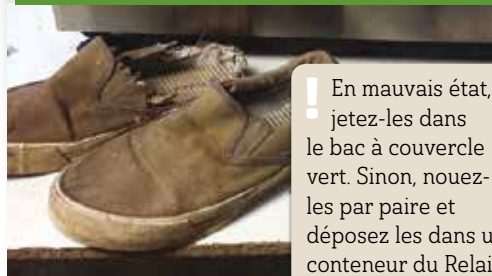 ! En mauvais état,
jetez-les dans
le bac à couvercle
vert. Sinon, nouez-
les par paire et
déposez les dans u
conteneur du Relai